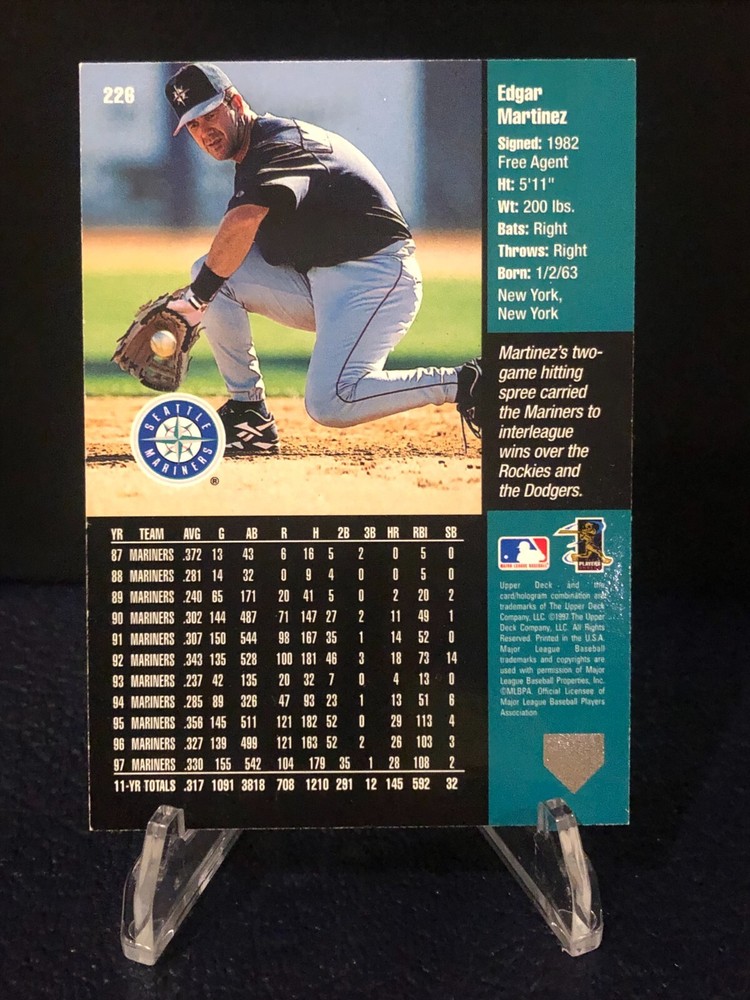 226
Edgar
Martinez
Signed: 1982
Free Agent
Ht: 5'11"
Wt: 200 lbs.
Bats: Right
Throws: Right
Born: 1/2/63
New York,
New York
Martinez's two-
game hitting
spree carried
the Mariners to
interleague
wins over the
Rockies and
the Dodgers.
SEATTLE
MARINERS
®
YR TEAM AVG G AB R H 2B 3B HR RBI SB
87 MARINERS .372 13 43 6 16 5 2 0 5 0
88 MARINERS .281 14 32 0 9 4 0 0 5 0
89 MARINERS .240 65 171 20 41 5 0 2 20 2
90 MARINERS .302 144 487 71 147 27 2 11 49 1
91 MARINERS .307 150 544 98 167 35 1 14 52 0
92 MARINERS .343 135 528 100 181 46 3 18 73 14
93 MARINERS .237 42 135 20 32 7 0 4 13 0
94 MARINERS .285 89 326 47 93 23 1 13 51 6
95 MARINERS .356 145 511 121 182 52 0 29 113 4
96 MARINERS .327 139 499 121 163 52 2 26 103 3
97 MARINERS .330 155 542 104 179 35 1 28 108 2
11-YR TOTALS .317 1091 3818 708 1210 291 12 145 592 32
MAJOR LEAGUE BASEBALL
PLAYERS
Upper Deck and the
card/hologram combination are
trademarks of The Upper Deck
Company, LLC. ©1997 The Upper
Deck Company, LLC. All Rights
Reserved. Printed in the U.S.A.
Major League Baseball
trademarks and copyrights are
used with permission of Major
League Baseball Properties, Inc.
©MLBPA. Official Licensee of
Major League Baseball Players
Association.